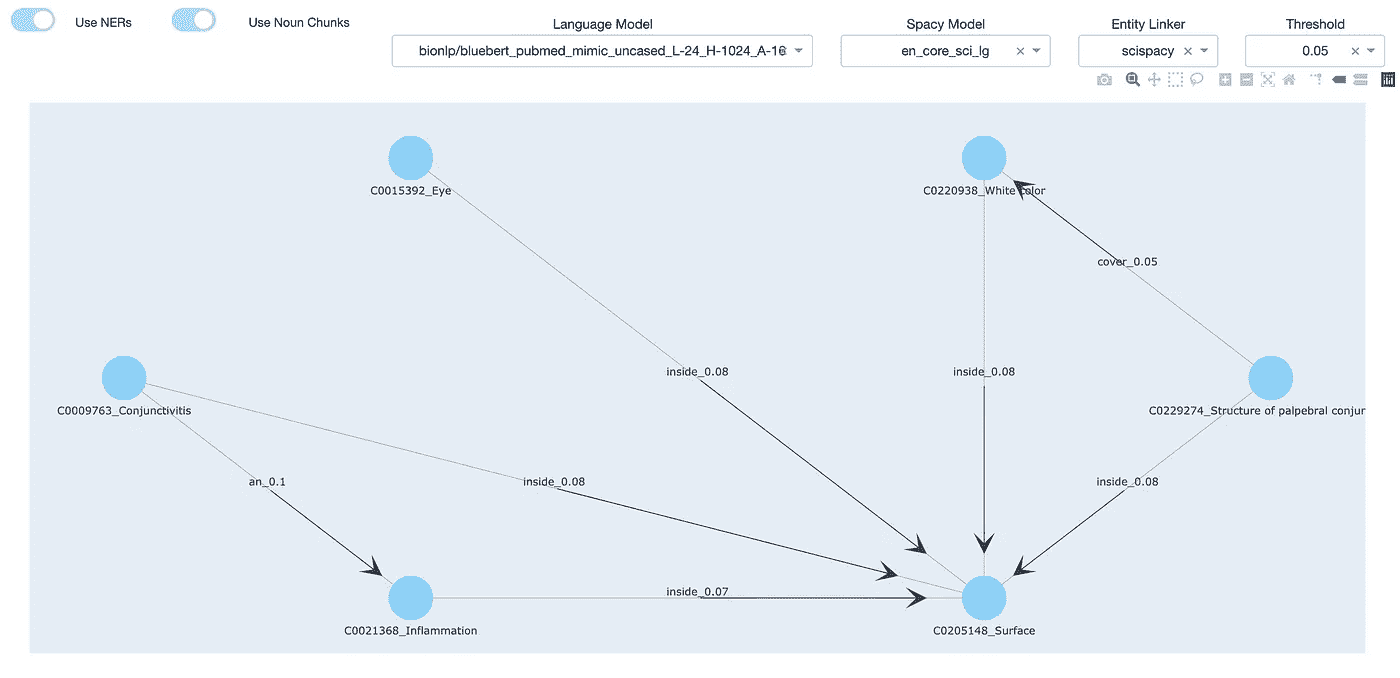 Use NERs
Use Noun Chunks
Language Model
Spacy Model
Entity Linker
Threshold
bionlp/bluebert_pubmed_mimic_uncased_L-24_H-1024_A-16
en_core_sci_lg
scispacy
0.05
C0015392_Eye
C0220938_White color
cover_0.05
inside_0.08
inside_0.08
C0009763_Conjunctivitis
C0229274_Structure of palpebral conjur
an_0.1
inside_0.08
inside_0.08
inside_0.07
C0021368_Inflammation
C0205148_Surface